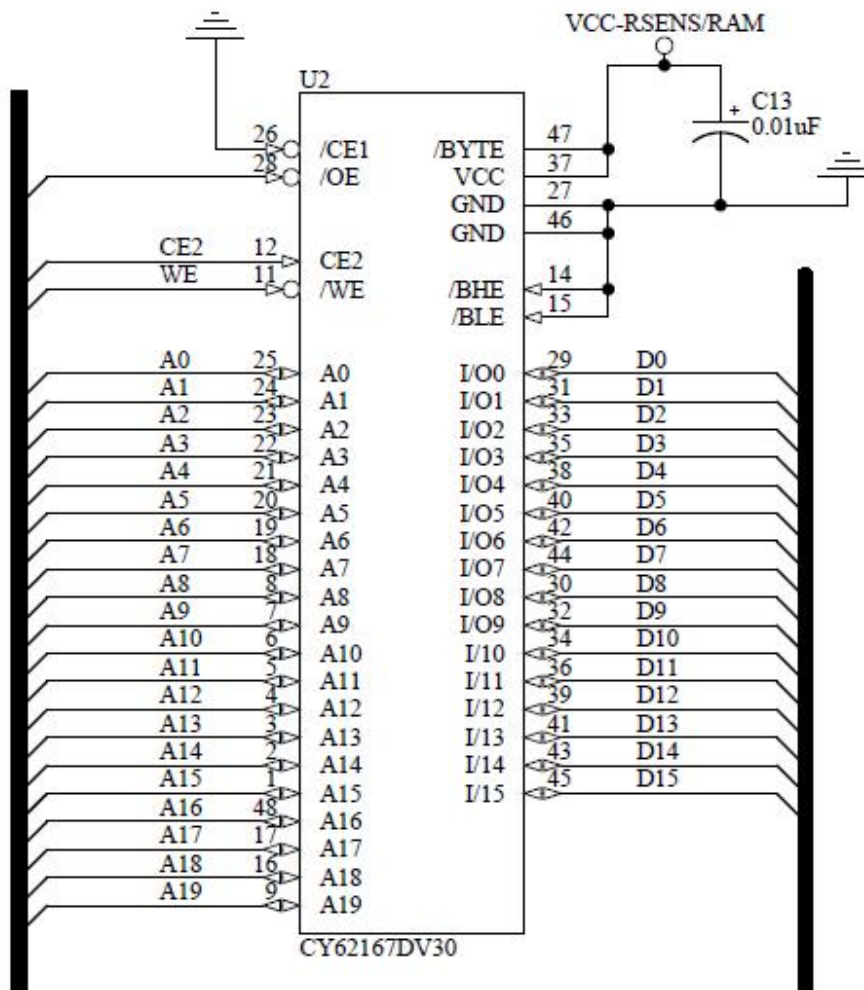 VCC-RSENS/RAM
U2
C13
+
0.01uF
26 /CE1 /BYTE 47
28 /OE VCC 37
GND 27
GND 46
CE2 12 CE2
WE 11 /WE /BHE 14
/BLE 15
A0 25 A0 I/O0 29 D0
A1 24 A1 I/O1 31 D1
A2 23 A2 I/O2 33 D2
A3 22 A3 I/O3 35 D3
A4 21 A4 I/O4 38 D4
A5 20 A5 I/O5 40 D5
A6 19 A6 I/O6 42 D6
A7 18 A7 I/O7 44 D7
A8 8 A8 I/O8 30 D8
A9 7 A9 I/O9 32 D9
A10 6 A10 I/10 34 D10
A11 5 A11 I/11 36 D11
A12 4 A12 I/12 39 D12
A13 3 A13 I/13 41 D13
A14 2 A14 I/14 43 D14
A15 1 A15 I/15 45 D15
A16 48 A16
A17 17 A17
A18 16 A18
A19 9 A19
CY62167DV30